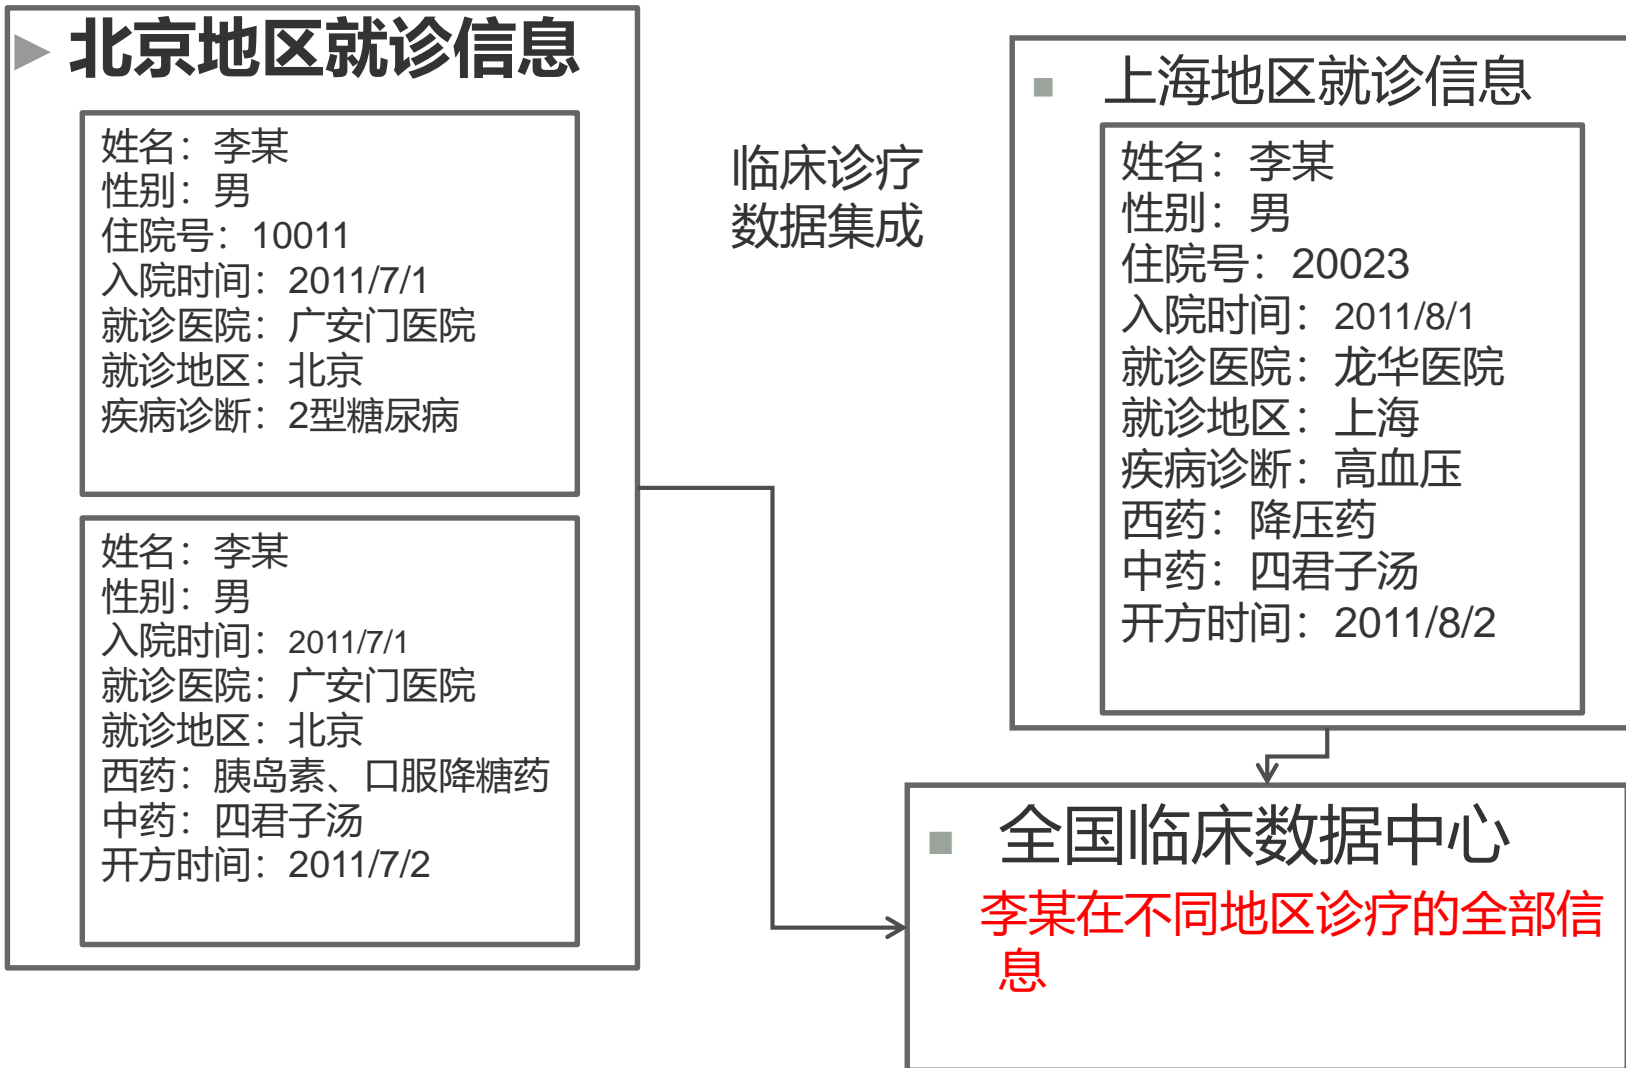 北京地区就诊信息
姓名：李某
性别：男
住院号：10011
入院时间：2011/7/1
就诊医院：广安门医院
就诊地区：北京
疾病诊断：2型糖尿病
姓名：李某
性别：男
入院时间：2011/7/1
就诊医院：广安门医院
就诊地区：北京
西药：胰岛素、口服降糖药
中药：四君子汤
开方时间：2011/7/2
临床诊疗
数据集成
上海地区就诊信息
姓名：李某
性别：男
住院号：20023
入院时间：2011/8/1
就诊医院：龙华医院
就诊地区：上海
疾病诊断：高血压
西药：降压药
中药：四君子汤
开方时间：2011/8/2
全国临床数据中心
李某在不同地区诊疗的全部信
息